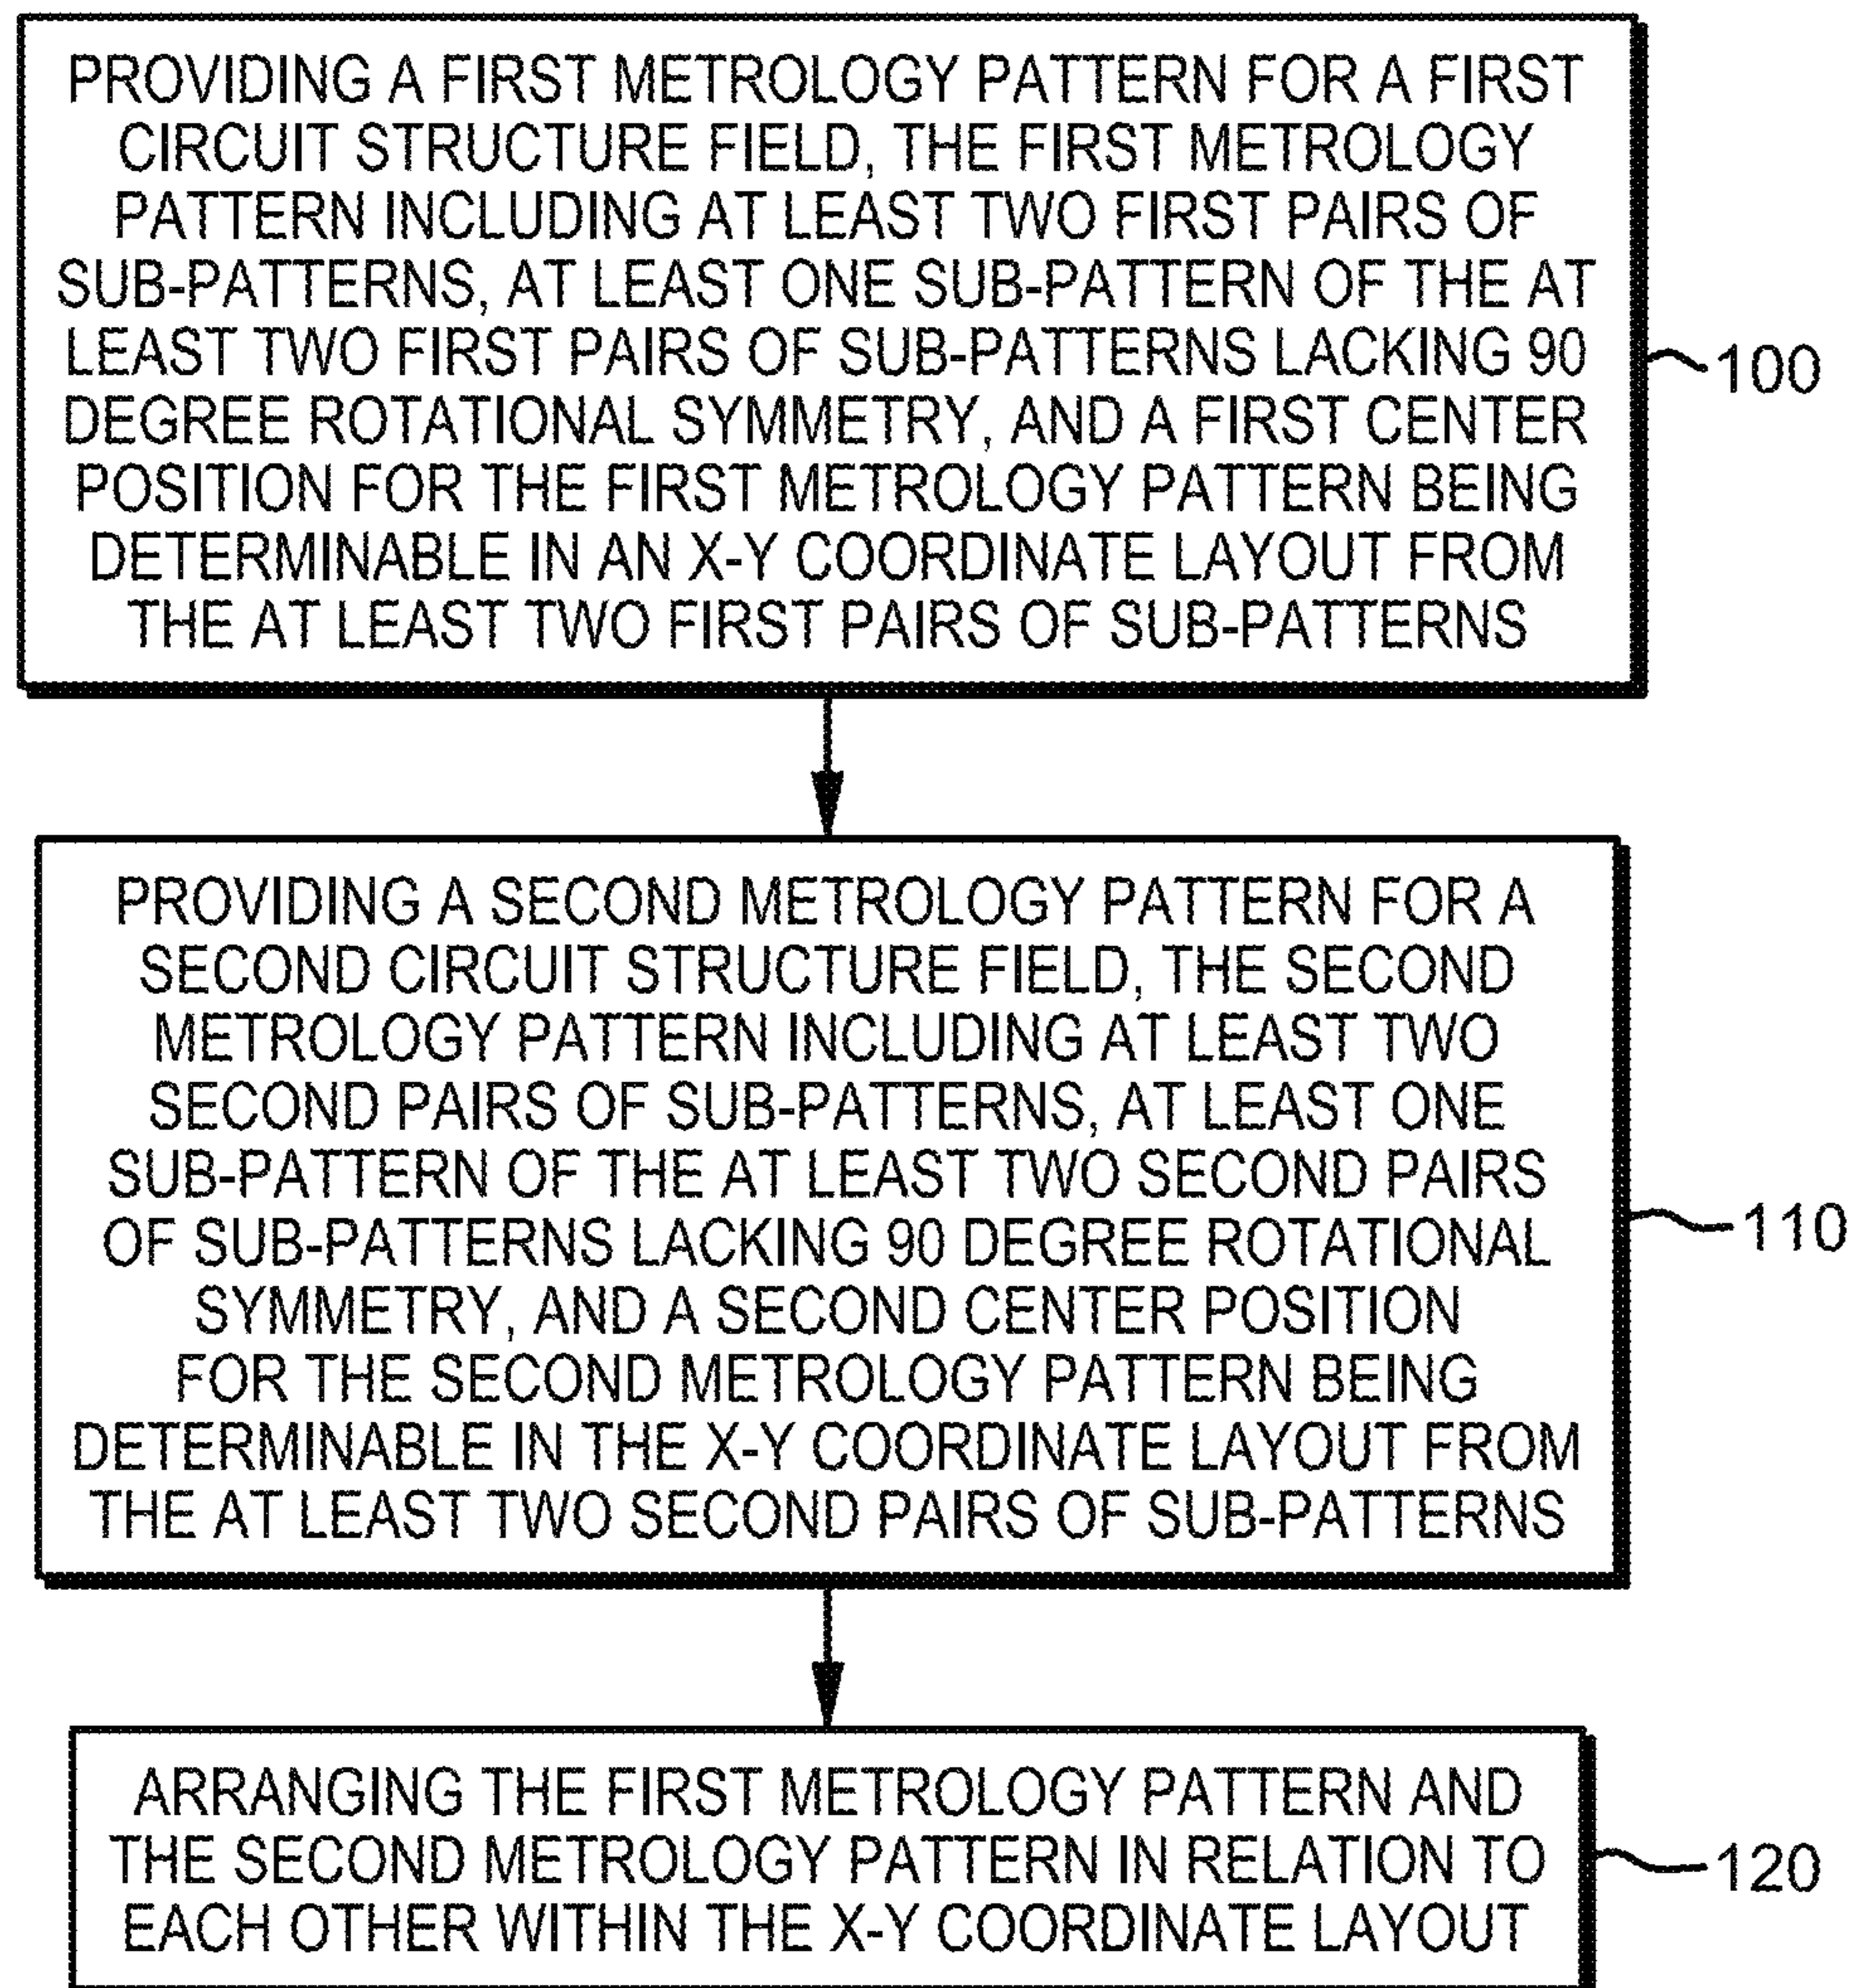 PROVIDING A FIRST METROLOGY PATTERN FOR A FIRST
CIRCUIT STRUCTURE FIELD, THE FIRST METROLOGY
PATTERN INCLUDING AT LEAST TWO FIRST PAIRS OF
SUB-PATTERNS, AT LEAST ONE SUB-PATTERN OF THE AT
LEAST TWO FIRST PAIRS OF SUB-PATTERNS LACKING 90
DEGREE ROTATIONAL SYMMETRY, AND A FIRST CENTER
POSITION FOR THE FIRST METROLOGY PATTERN BEING
DETERMINABLE IN AN X-Y COORDINATE LAYOUT FROM
THE AT LEAST TWO FIRST PAIRS OF SUB-PATTERNS
100
PROVIDING A SECOND METROLOGY PATTERN FOR A
SECOND CIRCUIT STRUCTURE FIELD, THE SECOND
METROLOGY PATTERN INCLUDING AT LEAST TWO
SECOND PAIRS OF SUB-PATTERNS, AT LEAST ONE
SUB-PATTERN OF THE AT LEAST TWO SECOND PAIRS
OF SUB-PATTERNS LACKING 90 DEGREE ROTATIONAL
SYMMETRY, AND A SECOND CENTER POSITION
FOR THE SECOND METROLOGY PATTERN BEING
DETERMINABLE IN THE X-Y COORDINATE LAYOUT FROM
THE AT LEAST TWO SECOND PAIRS OF SUB-PATTERNS
110
ARRANGING THE FIRST METROLOGY PATTERN AND
THE SECOND METROLOGY PATTERN IN RELATION TO
EACH OTHER WITHIN THE X-Y COORDINATE LAYOUT
120